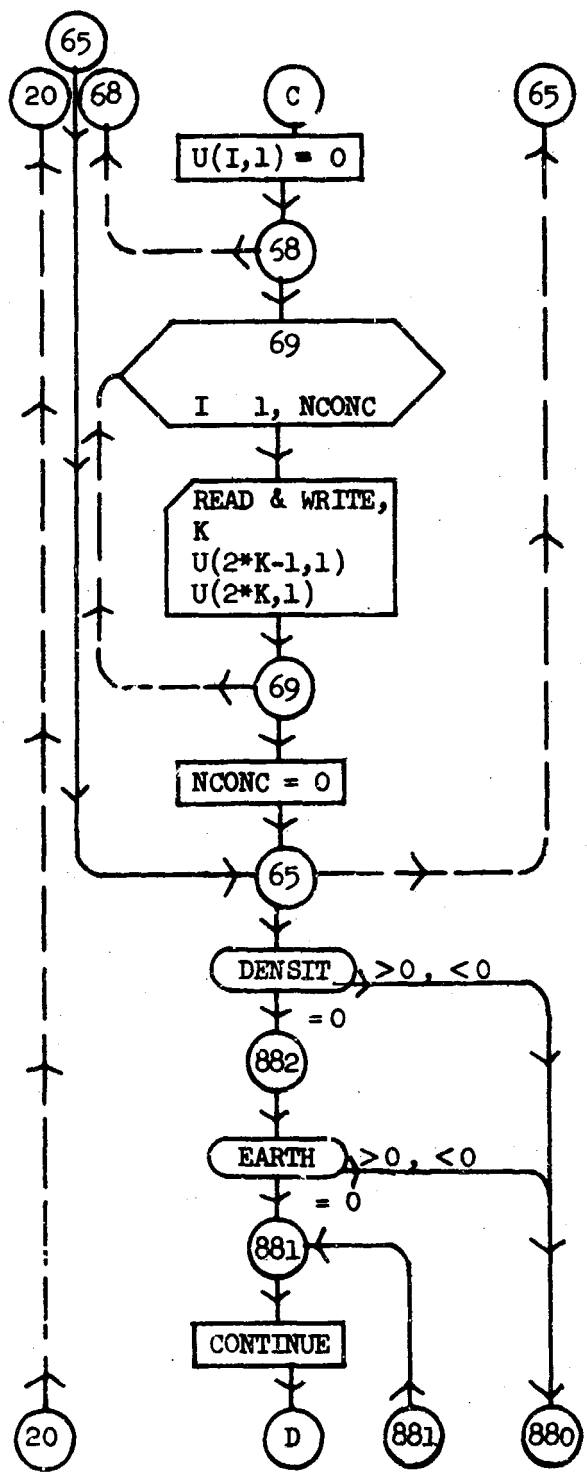 65
20
68
C
65
U(I,1) = 0
68
69
I 1, NCONC
READ & WRITE,
K
U(2*K-1,1)
U(2*K,1)
69
NCONC = 0
65
DENSIT
>0, <0
= 0
882
EARTH
>0, <0
= 0
881
CONTINUE
20
D
881
880